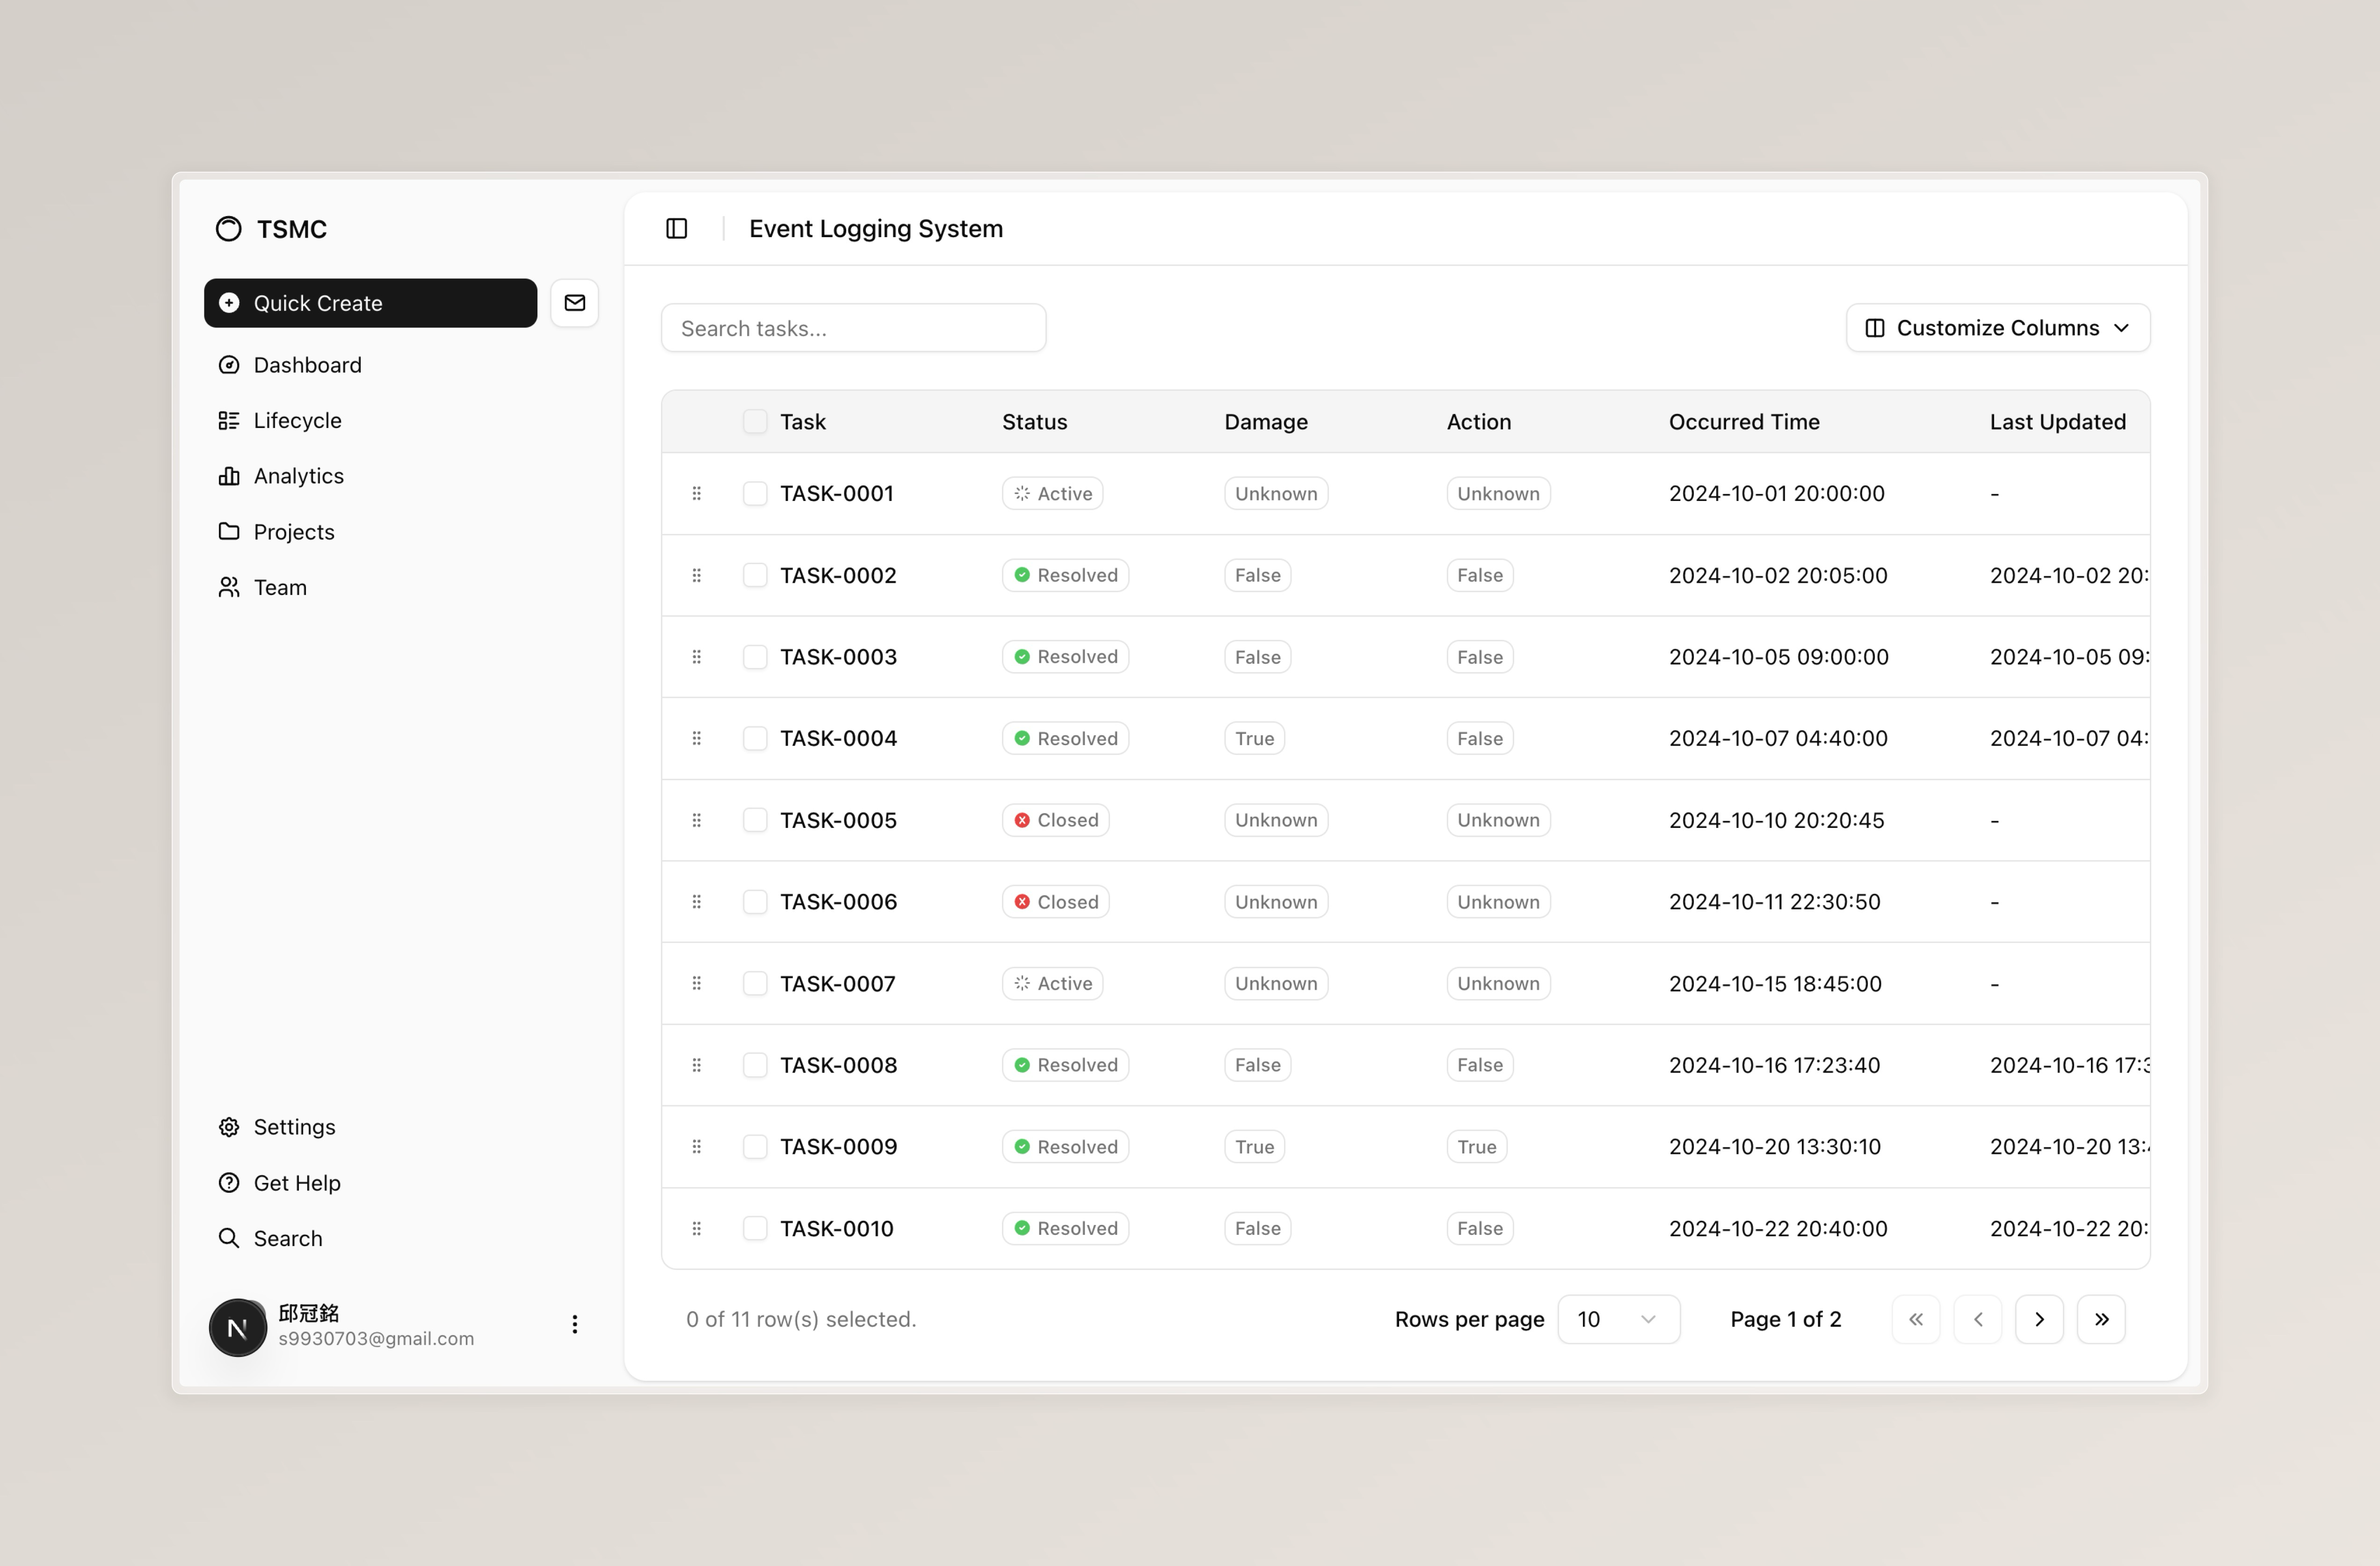 TSMC
Quick Create
Dashboard
Lifecycle
Analytics
Projects
Team
Settings
Get Help
Search
N
邱冠銘
s9930703@gmail.com
Event Logging System
Search tasks...
Customize Columns
Task Status Damage Action Occurred Time Last Updated
TASK-0001 Active Unknown Unknown 2024-10-01 20:00:00 -
TASK-0002 Resolved False False 2024-10-02 20:05:00 2024-10-02 20:
TASK-0003 Resolved False False 2024-10-05 09:00:00 2024-10-05 09:
TASK-0004 Resolved True False 2024-10-07 04:40:00 2024-10-07 04:
TASK-0005 Closed Unknown Unknown 2024-10-10 20:20:45 -
TASK-0006 Closed Unknown Unknown 2024-10-11 22:30:50 -
TASK-0007 Active Unknown Unknown 2024-10-15 18:45:00 -
TASK-0008 Resolved False False 2024-10-16 17:23:40 2024-10-16 17:3
TASK-0009 Resolved True True 2024-10-20 13:30:10 2024-10-20 13:4
TASK-0010 Resolved False False 2024-10-22 20:40:00 2024-10-22 20:
0 of 11 row(s) selected. Rows per page 10 Page 1 of 2